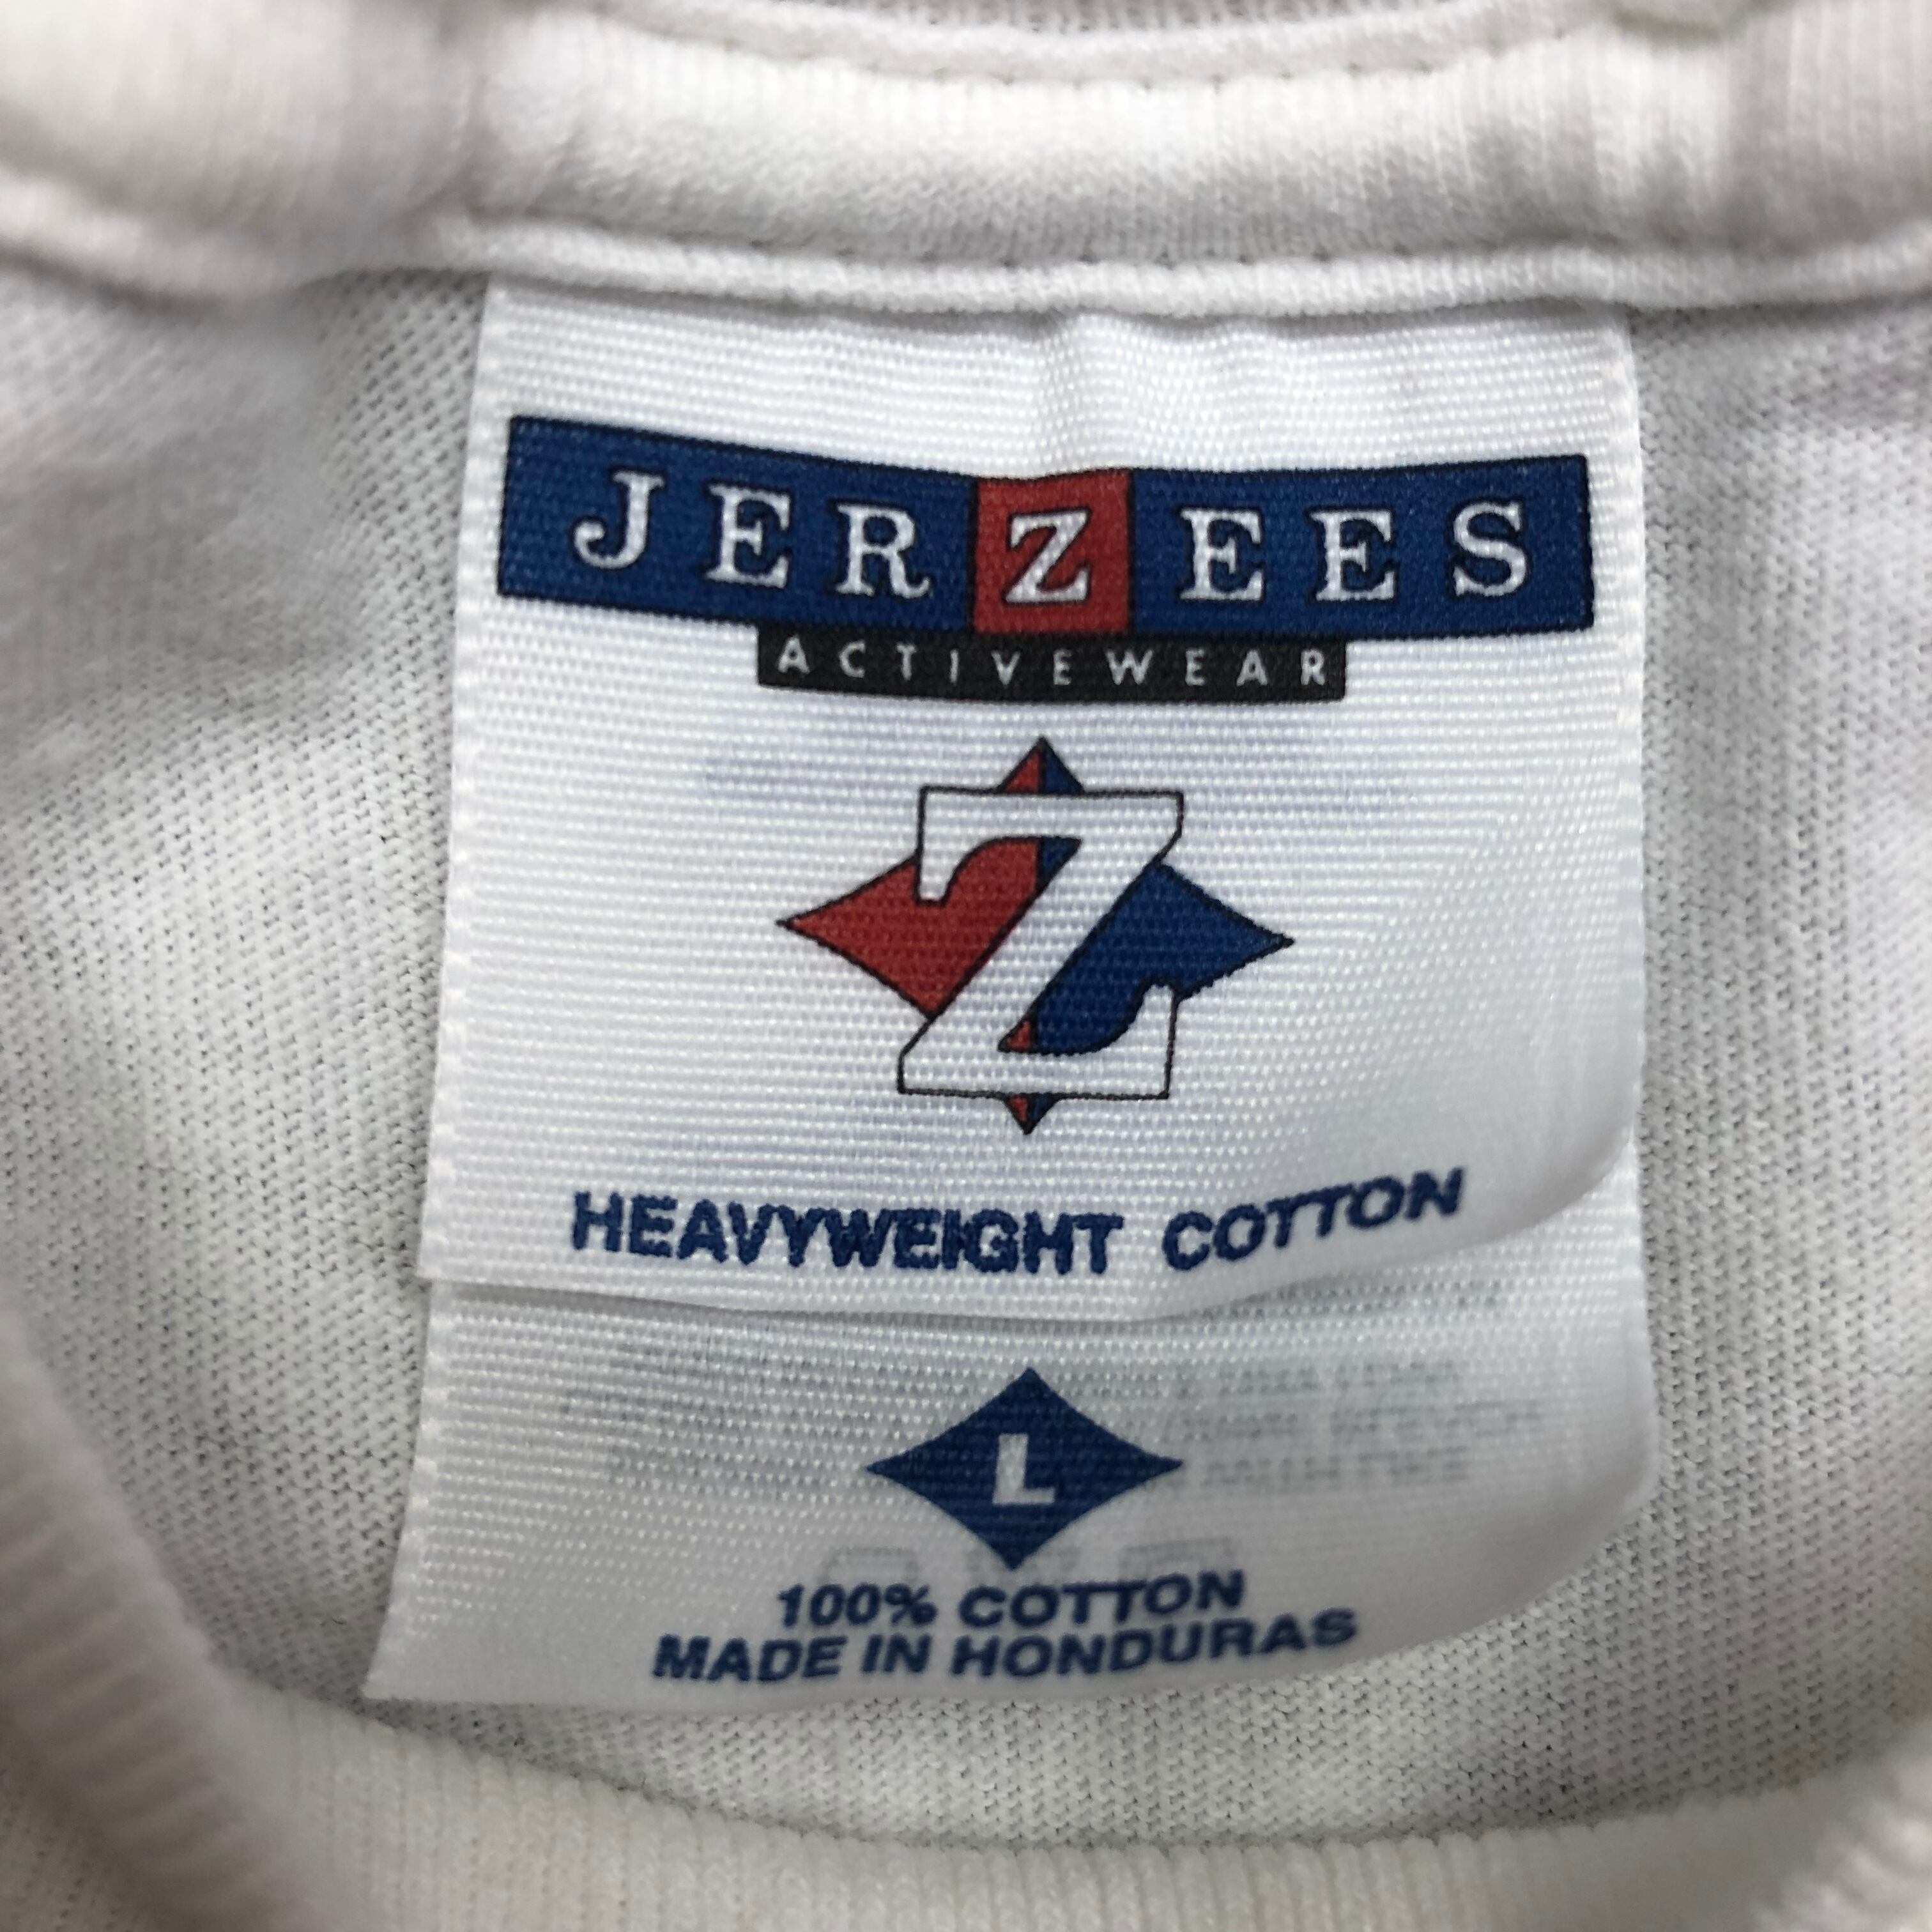 JERZEES
ACTIVEWEAR
Z
HEAVYWEIGHT COTTON
L
100% COTTON
MADE IN HONDURAS